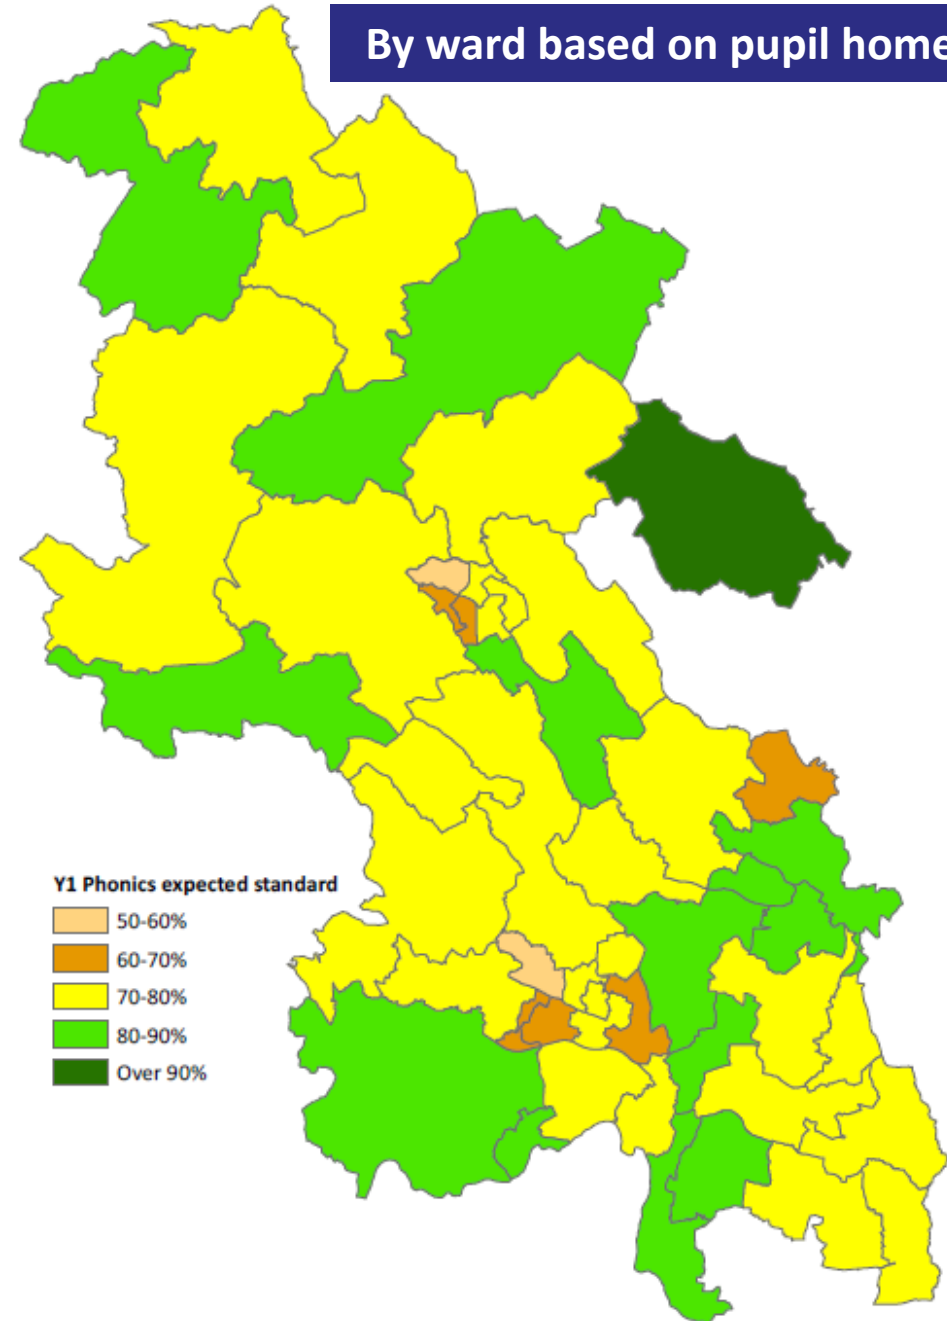 By ward based on pupil home
Y1 Phonics expected standard
50-60%
60-70%
70-80%
80-90%
Over 90%